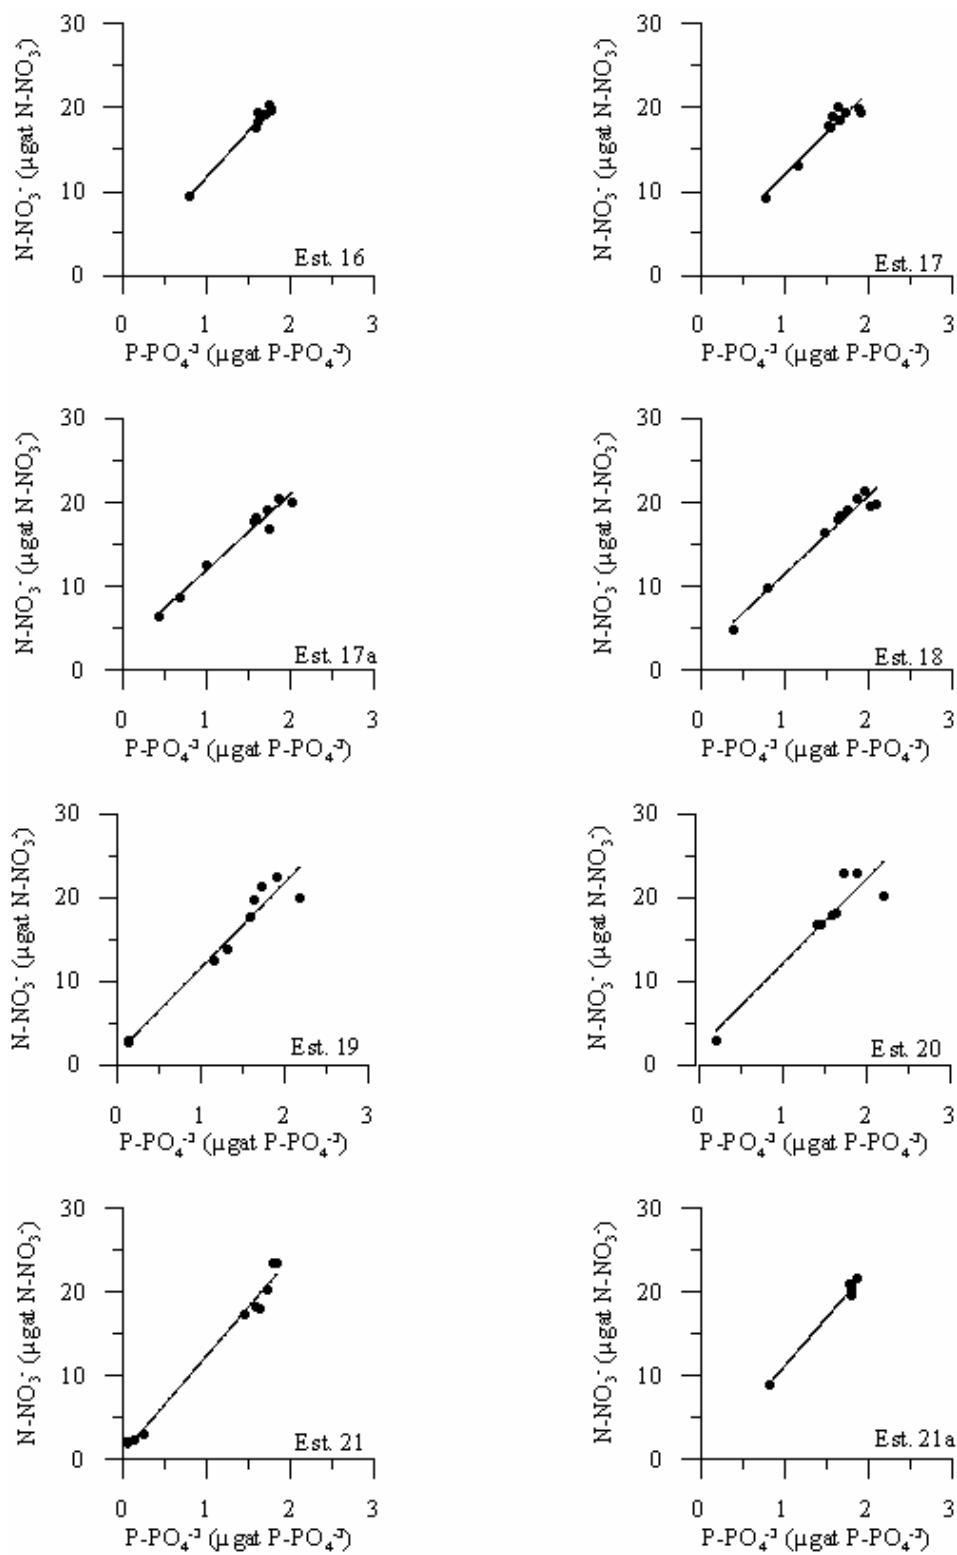 30
20
10
0
N-NO₃⁻ (µgat N-NO₃⁻)
Est. 16
0 1 2 3
P-PO₄⁻³ (µgat P-PO₄⁻³)
30
20
10
0
N-NO₃⁻ (µgat N-NO₃⁻)
Est. 17
0 1 2 3
P-PO₄⁻³ (µgat P-PO₄⁻³)
30
20
10
0
N-NO₃⁻ (µgat N-NO₃⁻)
Est. 17a
0 1 2 3
P-PO₄⁻³ (µgat P-PO₄⁻³)
30
20
10
0
N-NO₃⁻ (µgat N-NO₃⁻)
Est. 18
0 1 2 3
P-PO₄⁻³ (µgat P-PO₄⁻³)
30
20
10
0
N-NO₃⁻ (µgat N-NO₃⁻)
Est. 19
0 1 2 3
P-PO₄⁻³ (µgat P-PO₄⁻³)
30
20
10
0
N-NO₃⁻ (µgat N-NO₃⁻)
Est. 20
0 1 2 3
P-PO₄⁻³ (µgat P-PO₄⁻³)
30
20
10
0
N-NO₃⁻ (µgat N-NO₃⁻)
Est. 21
0 1 2 3
P-PO₄⁻³ (µgat P-PO₄⁻³)
30
20
10
0
N-NO₃⁻ (µgat N-NO₃⁻)
Est. 21a
0 1 2 3
P-PO₄⁻³ (µgat P-PO₄⁻³)